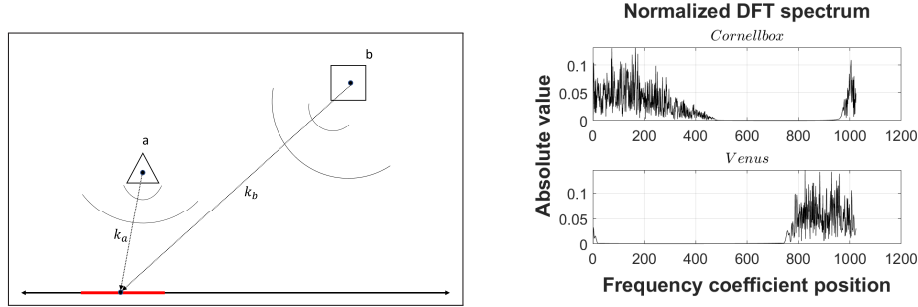 a
b
k_a
k_b
Normalized DFT spectrum
Cornellbox
Absolute value
0.1
0.05
0
0 200 400 600 800 1000 1200
Venus
0.1
0.05
0
0 200 400 600 800 1000 1200
Frequency coefficient position